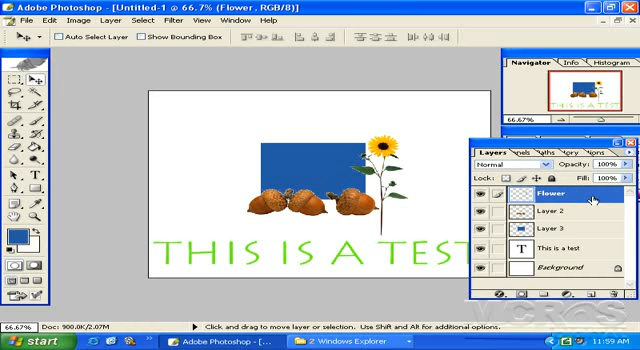 Adobe Photoshop - [Untitled-1 @ 66.7% (Flower, RGB/8)]
File Edit Image Layer Select Filter View Window Help
Auto Select Layer Show Bounding Box
Navigator Info Histogram
THIS IS A TEST
66.67%
Layers
Normal Opacity: 100%
Lock: Fill: 100%
Flower
Layer 2
Layer 3
T This is a test
Background
THIS IS A TEST
66.67% Doc: 900.0K/2.07M Click and drag to move layer or selection. Use Shift and Alt for additional options.
start Adobe Photoshop - [... 2 Windows Explorer 11:59 AM